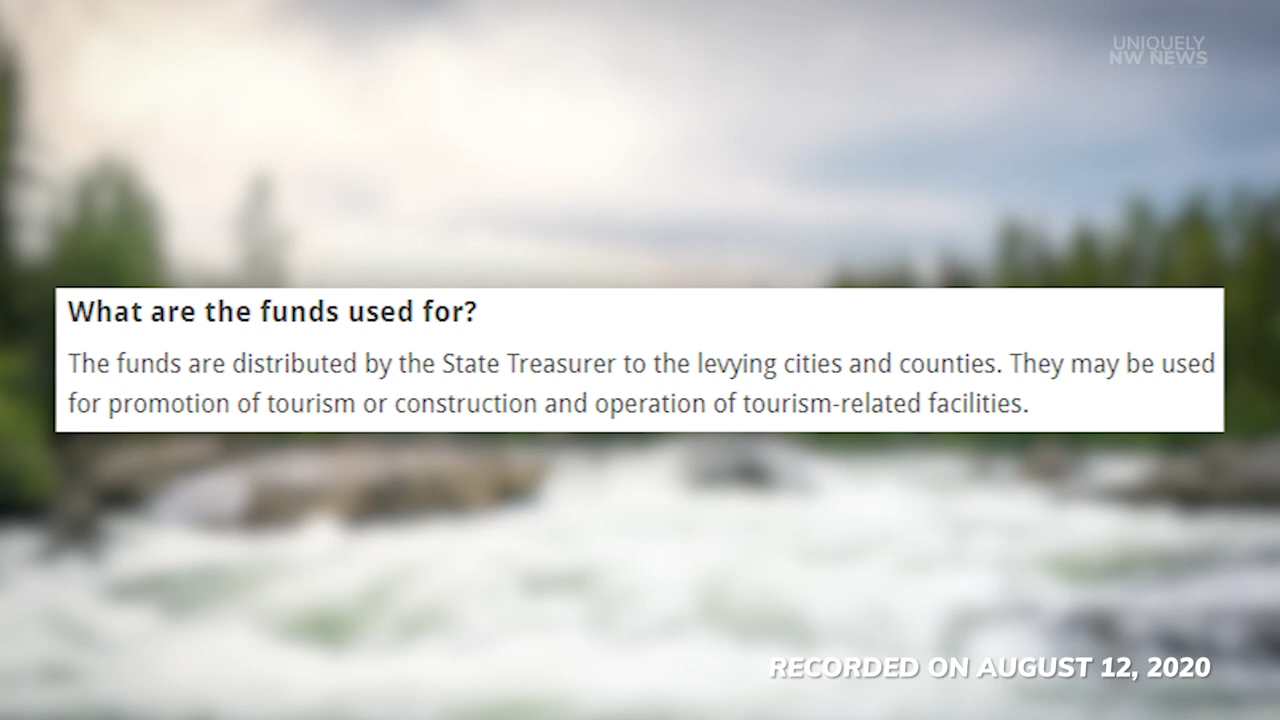 UNIQUELY
NW NEWS
What are the funds used for?
The funds are distributed by the State Treasurer to the levying cities and counties. They may be used
for promotion of tourism or construction and operation of tourism-related facilities.
RECORDED ON AUGUST 12, 2020